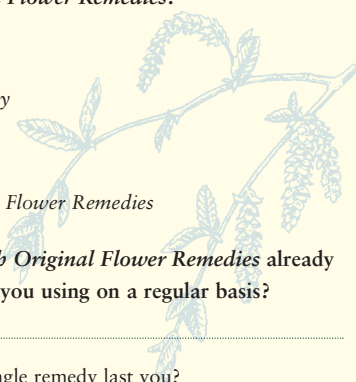 Flower Remedies.
y
Flower Remedies
h Original Flower Remedies already
you using on a regular basis?
ngle remedy last you?